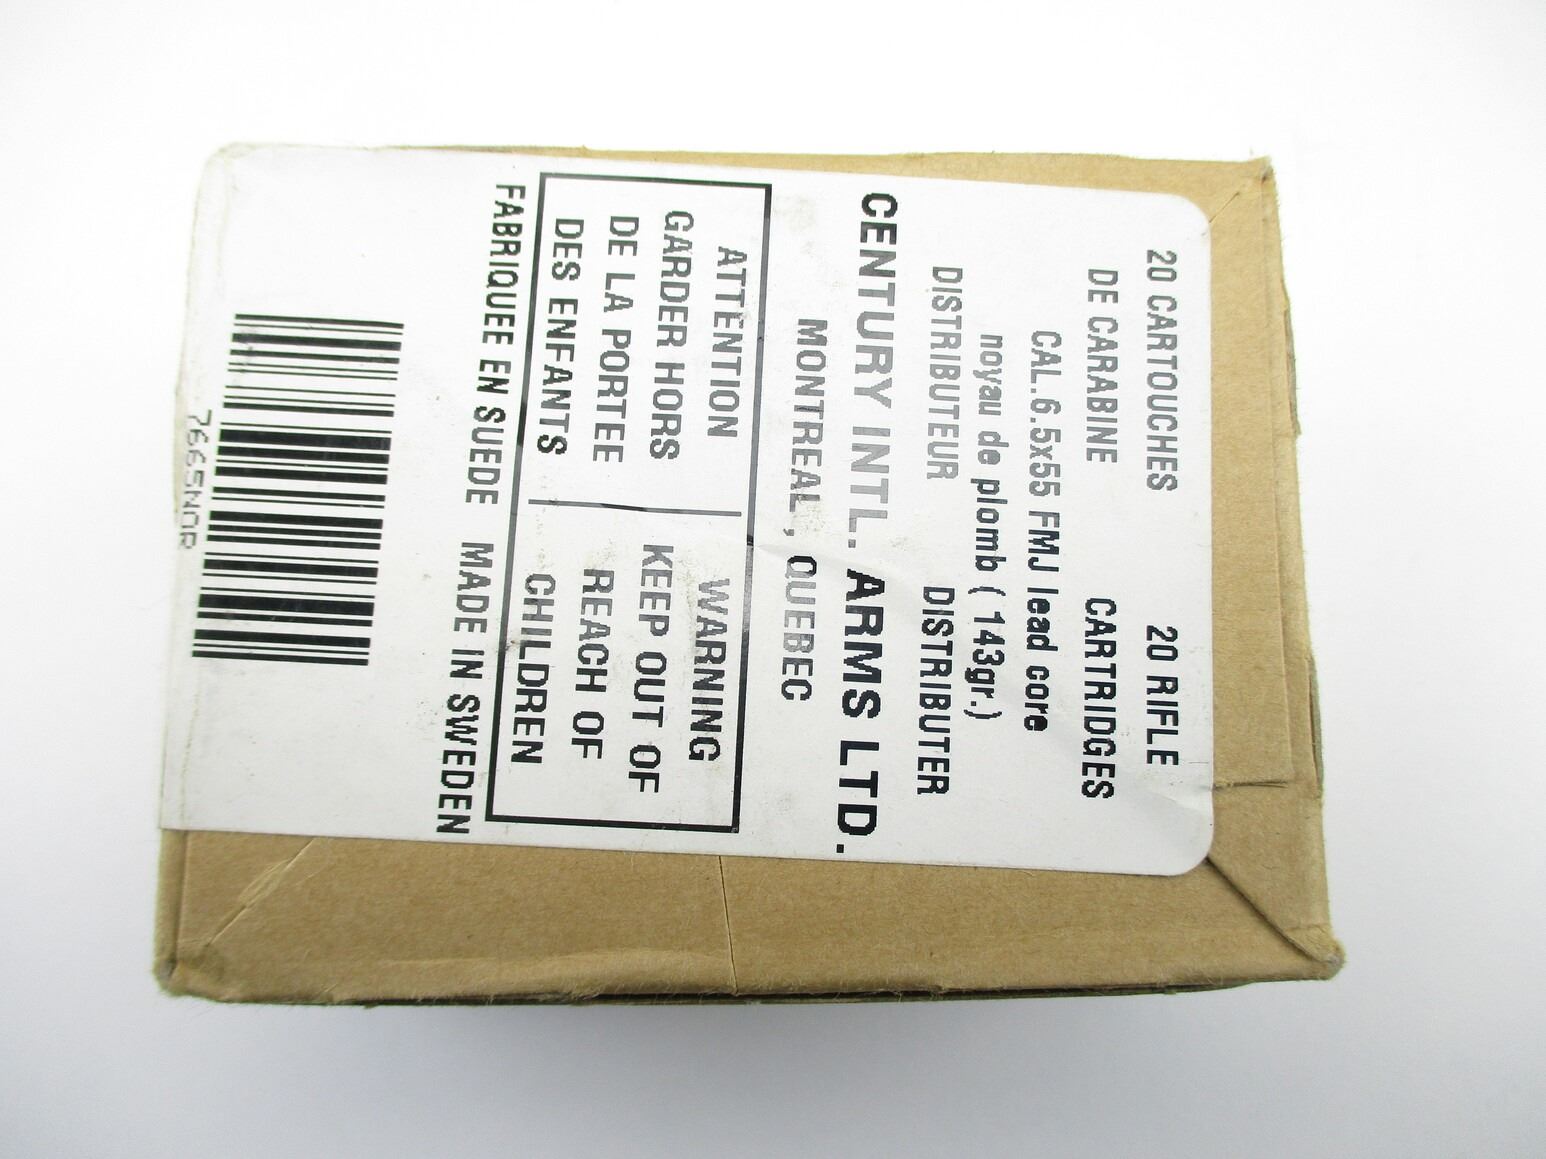 20 CARTOUCHES 20 RIFLE
DE CARABINE CARTRIDGES
CAL.6.5x55 FMJ lead core
noyau de plomb ( 143gr.)
DISTRIBUTEUR DISTRIBUTER
CENTURY INTL. ARMS LTD.
MONTREAL, QUEBEC
ATTENTION
GARDER HORS
DE LA PORTEE
DES ENFANTS
WARNING
KEEP OUT OF
REACH OF
CHILDREN
FABRIQUEE EN SUEDE MADE IN SWEDEN
7665NOR